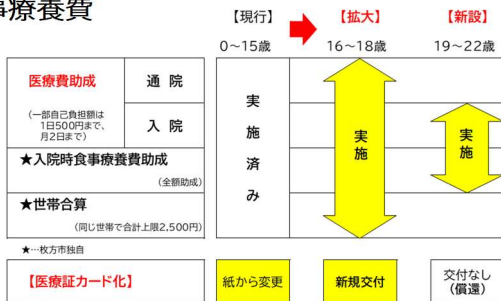 事療養費
【現行】 【拡大】 【新設】
0～15歳 16～18歳 19～22歳
医療費助成
(一部自己負担額は
1日500円まで、
月2日まで)
通 院
入 院
★入院時食事療養費助成
(全額助成)
★世帯合算
(同じ世帯で合計上限2,500円)
実施済み
実施
実施
★…枚方市独自
【医療証カード化】
紙から変更
新規交付
交付なし
(償還)